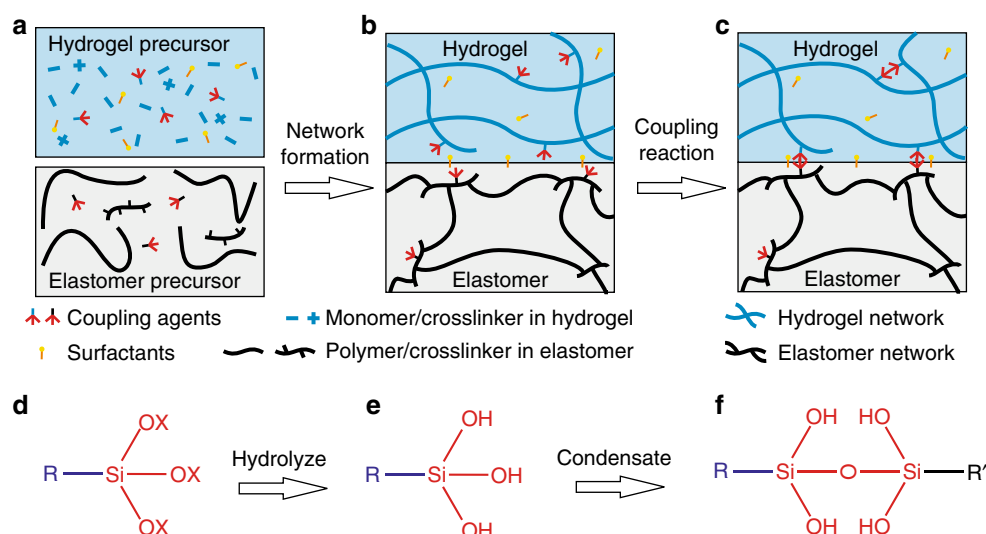 a
Hydrogel precursor
Elastomer precursor
Network
formation
b
Hydrogel
Elastomer
Coupling
reaction
c
Hydrogel
Elastomer
Coupling agents
Monomer/crosslinker in hydrogel
Hydrogel network
Surfactants
Polymer/crosslinker in elastomer
Elastomer network
d
OX
R
Si
OX
OX
Hydrolyze
e
OH
R
Si
OH
OH
Condensate
f
OH
HO
R
Si
O
Si
R'
OH
HO